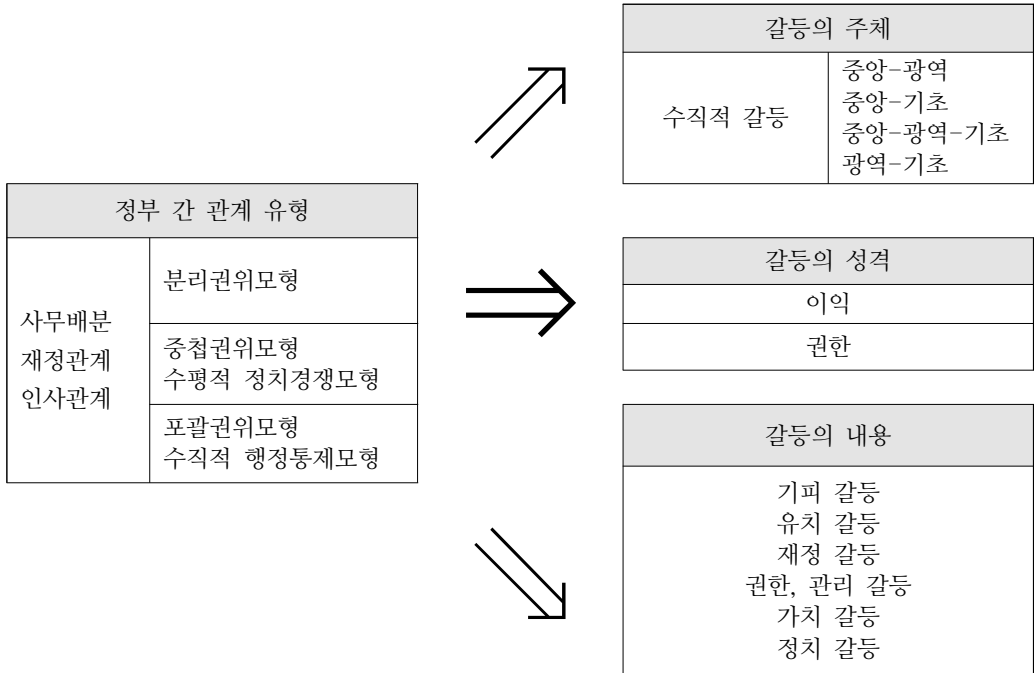 정부 간 관계 유형
사무배분
재정관계
인사관계
분리권위모형
중첩권위모형
수평적 정치경쟁모형
포괄권위모형
수직적 행정통제모형
갈등의 주체
수직적 갈등
중앙-광역
중앙-기초
중앙-광역-기초
광역-기초
갈등의 성격
이익
권한
갈등의 내용
기피 갈등
유치 갈등
재정 갈등
권한, 관리 갈등
가치 갈등
정치 갈등